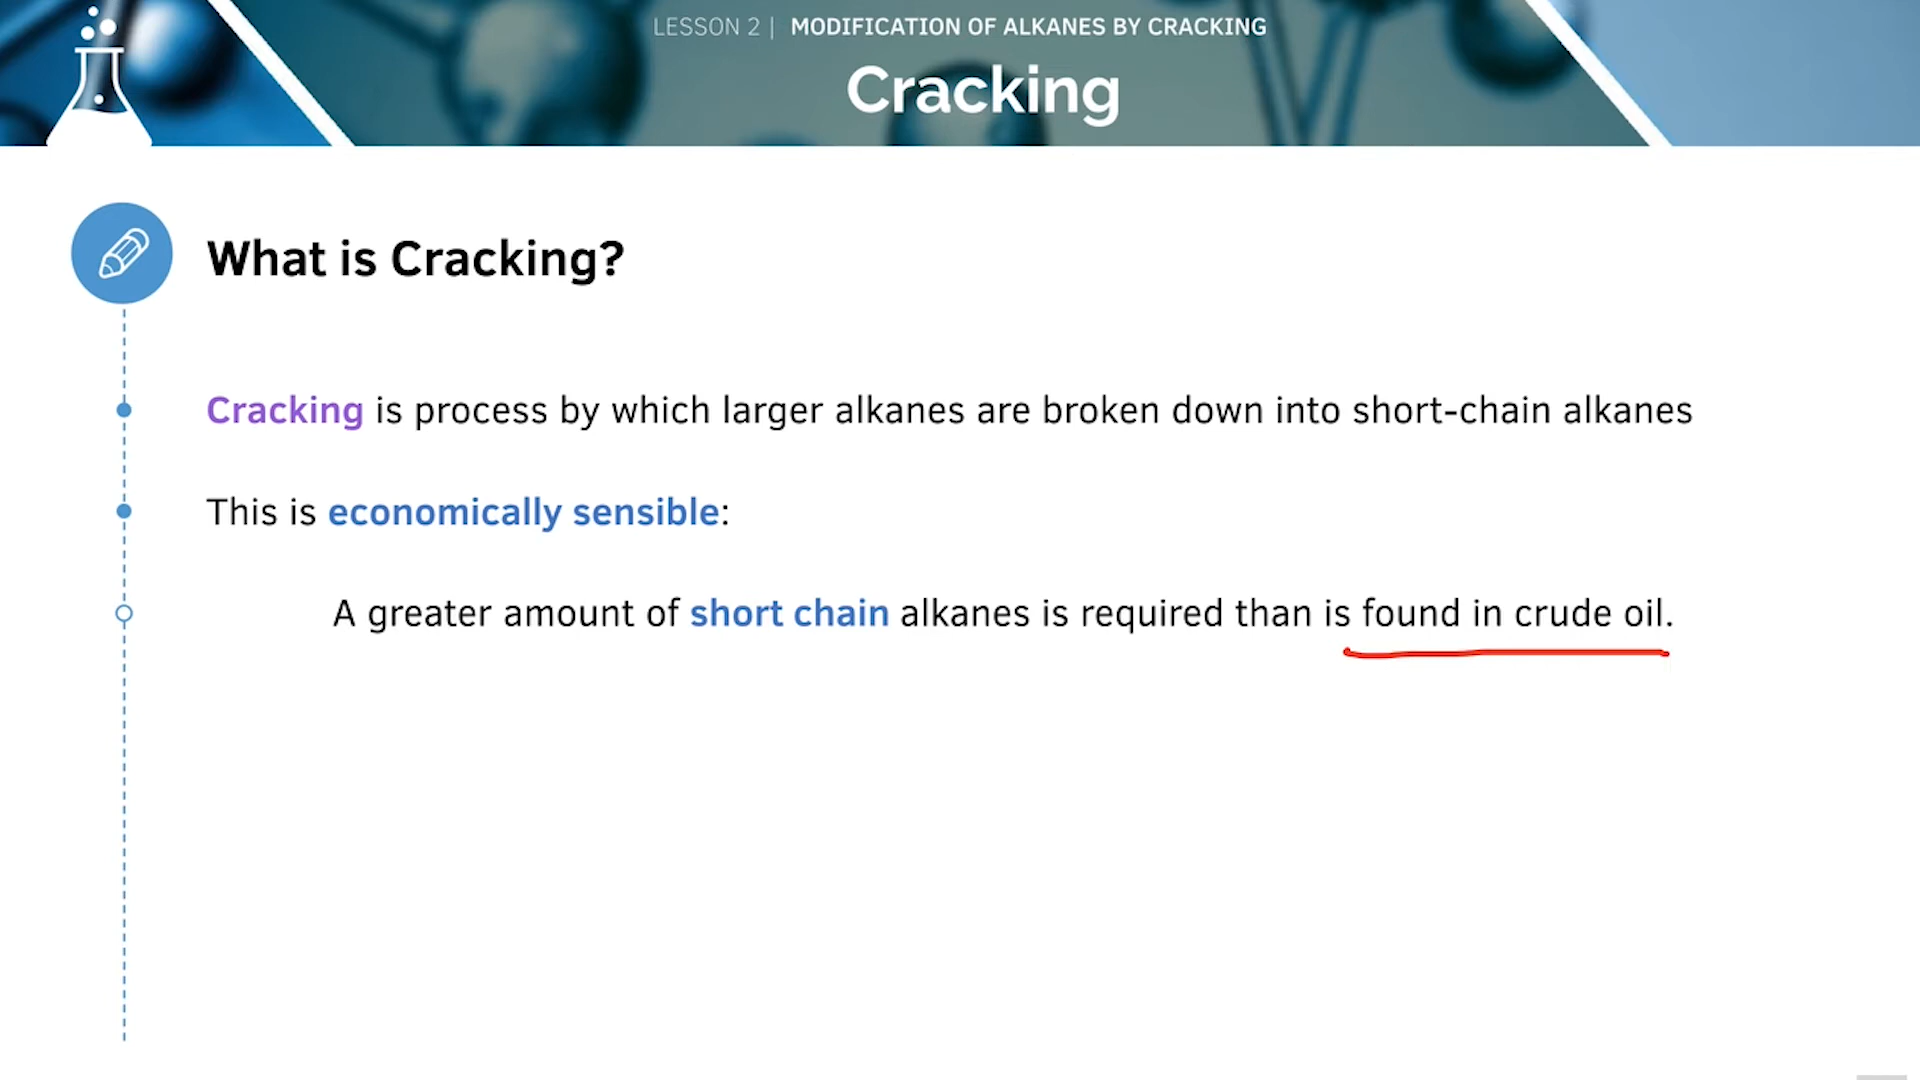 LESSON 2 | MODIFICATION OF ALKANES BY CRACKING
Cracking
What is Cracking?
Cracking is process by which larger alkanes are broken down into short-chain alkanes
This is economically sensible:
A greater amount of short chain alkanes is required than is found in crude oil.